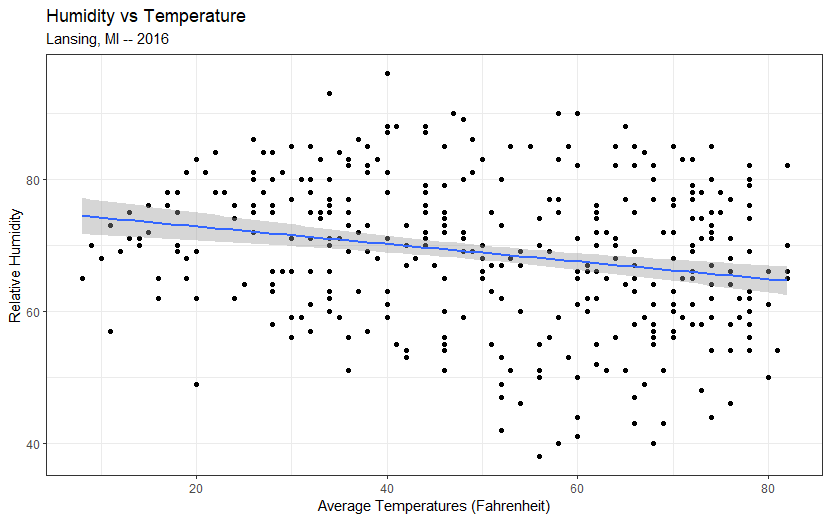 Humidity vs Temperature
Lansing, MI -- 2016
Relative Humidity
80
60
40
20
40
60
80
Average Temperatures (Fahrenheit)